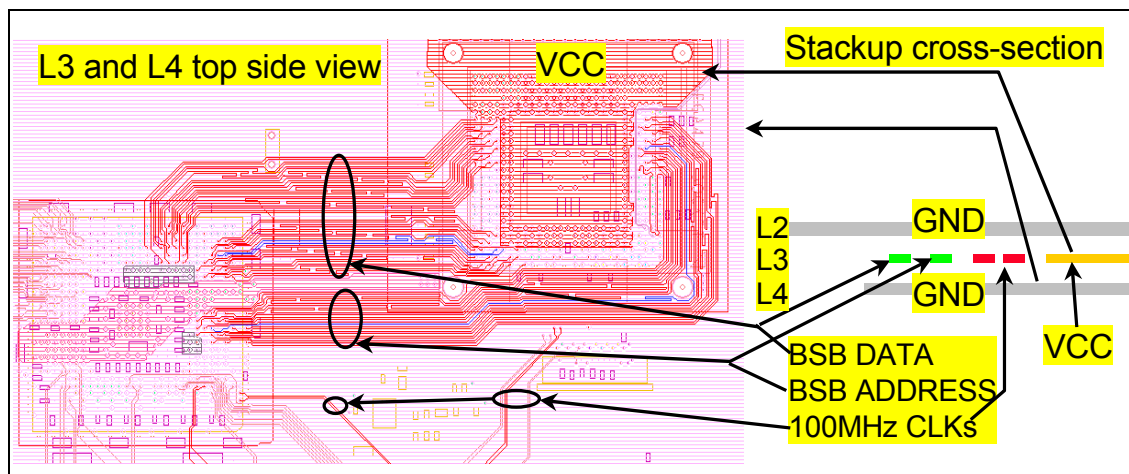 L3 and L4 top side view
VCC
Stackup cross-section
L2
GND
L3
L4
GND
VCC
BSB DATA
BSB ADDRESS
100MHz CLKs